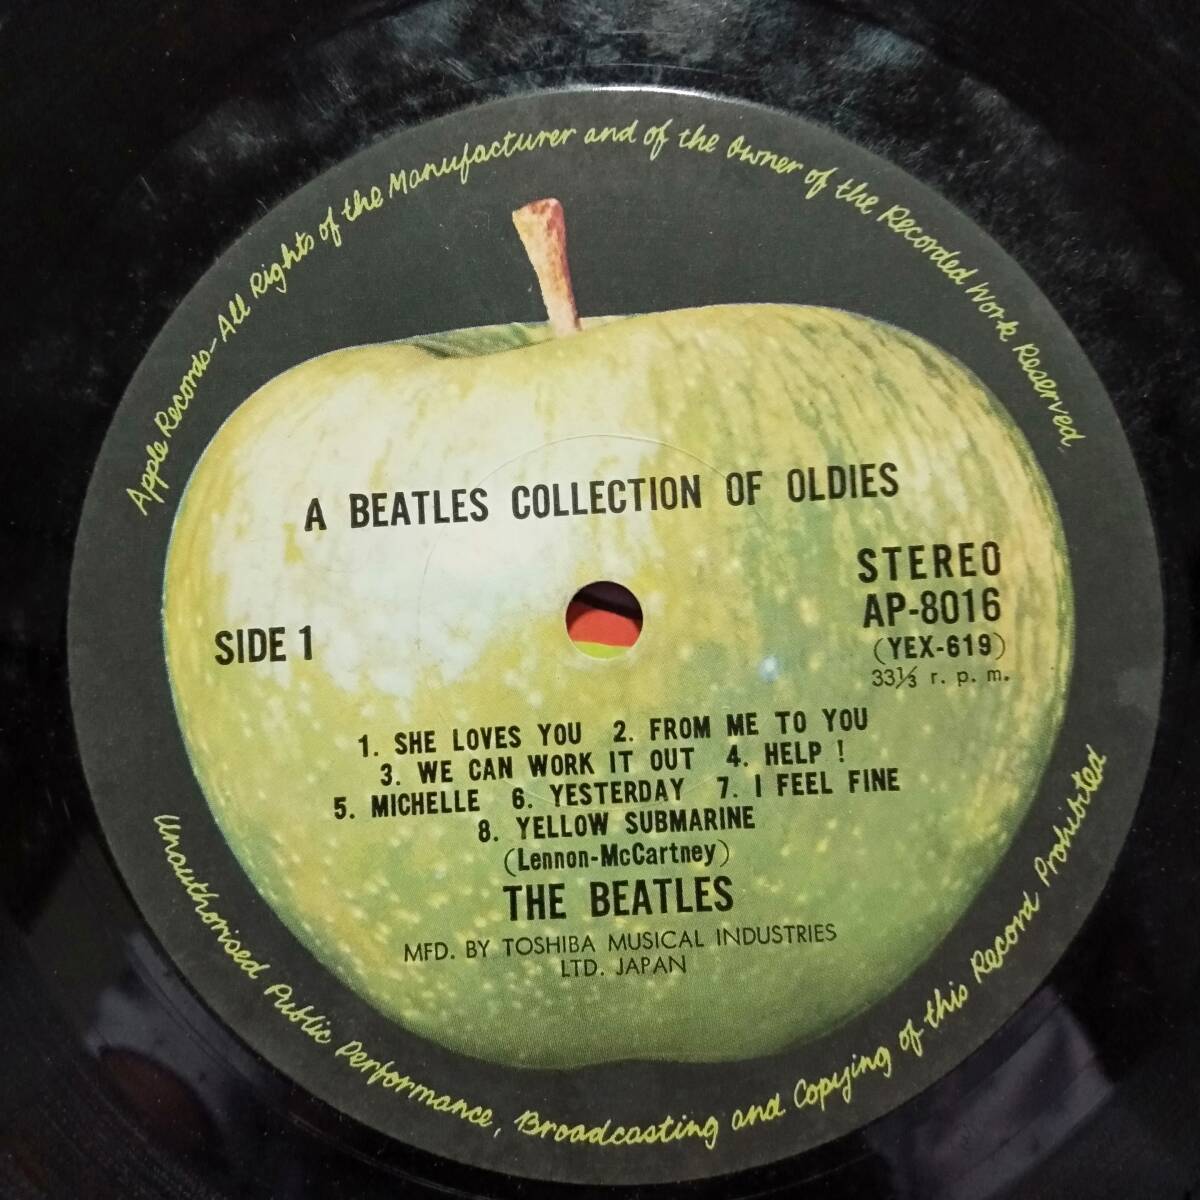 Apple Records-All Rights of the Manufacturer and of the Owner of the Recorded Work Reserved.
A BEATLES COLLECTION OF OLDIES
STEREO
AP-8016
(YEX-619)
33⅓ r. p. m.
SIDE 1
1. SHE LOVES YOU 2. FROM ME TO YOU
3. WE CAN WORK IT OUT 4. HELP !
5. MICHELLE 6. YESTERDAY 7. I FEEL FINE
8. YELLOW SUBMARINE
(Lennon-McCartney)
THE BEATLES
MFD. BY TOSHIBA MUSICAL INDUSTRIES
LTD. JAPAN
Unauthorised Public Performance, Broadcasting and Copying of this Record Prohibited